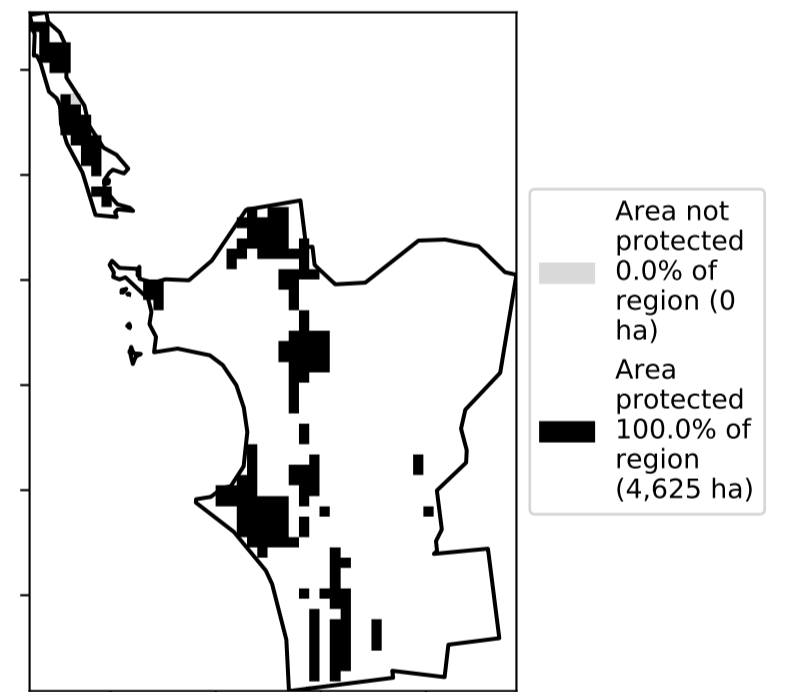 Area not
protected
0.0% of
region (0
ha)
Area
protected
100.0% of
region
(4,625 ha)